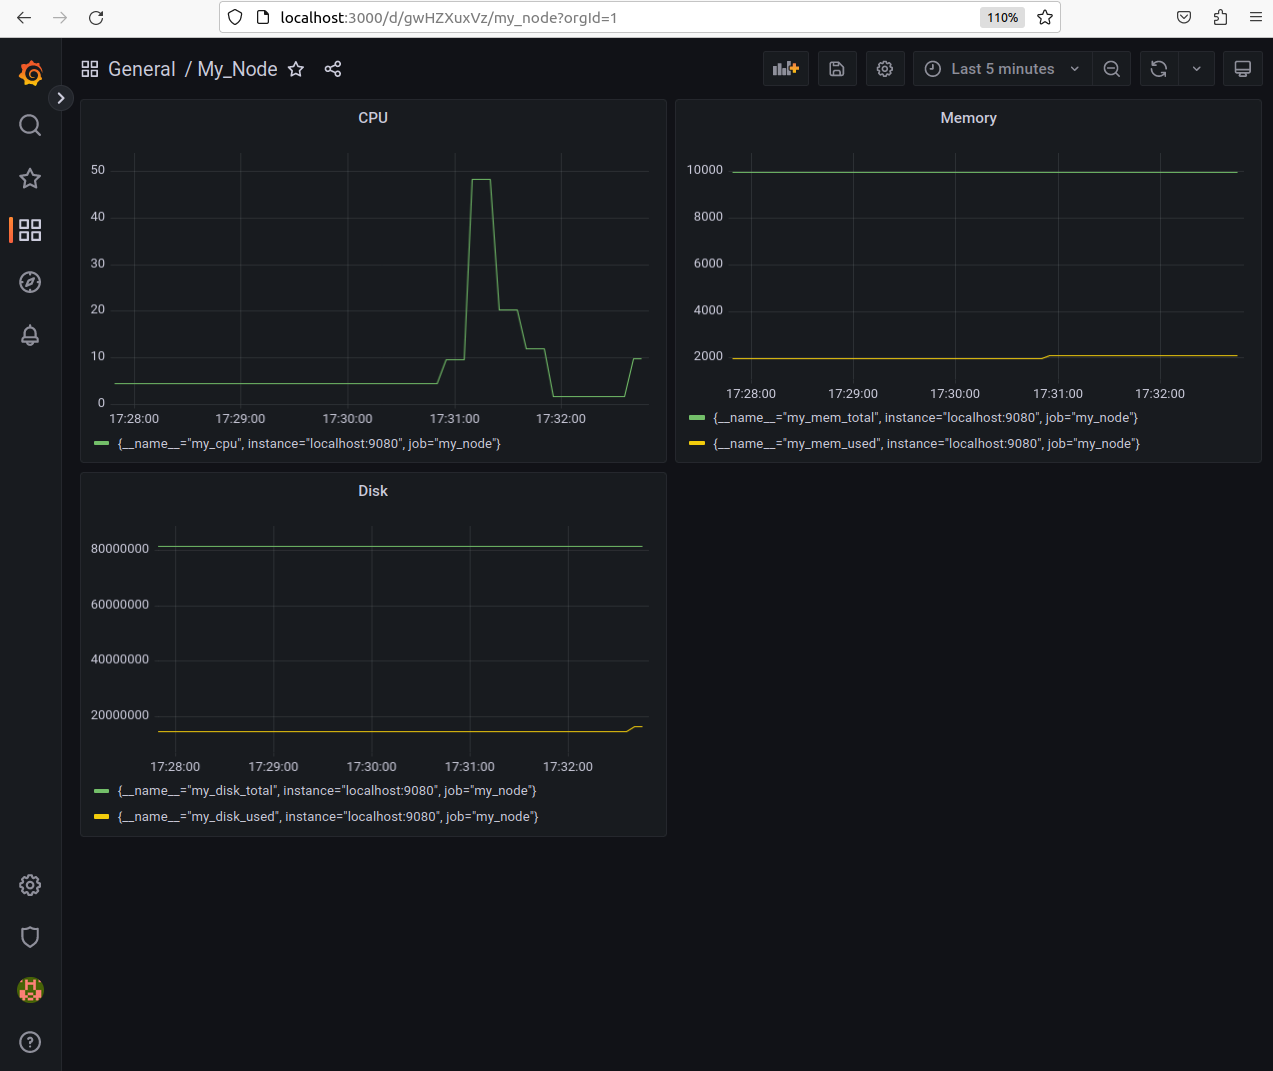 localhost:3000/d/gwHZXuxVz/my_node?orgId=1 110%
General / My_Node Last 5 minutes
CPU
50
40
30
20
10
0
17:28:00 17:29:00 17:30:00 17:31:00 17:32:00
{__name__="my_cpu", instance="localhost:9080", job="my_node"}
Memory
10000
8000
6000
4000
2000
17:28:00 17:29:00 17:30:00 17:31:00 17:32:00
{__name__="my_mem_total", instance="localhost:9080", job="my_node"}
{__name__="my_mem_used", instance="localhost:9080", job="my_node"}
Disk
80000000
60000000
40000000
20000000
17:28:00 17:29:00 17:30:00 17:31:00 17:32:00
{__name__="my_disk_total", instance="localhost:9080", job="my_node"}
{__name__="my_disk_used", instance="localhost:9080", job="my_node"}